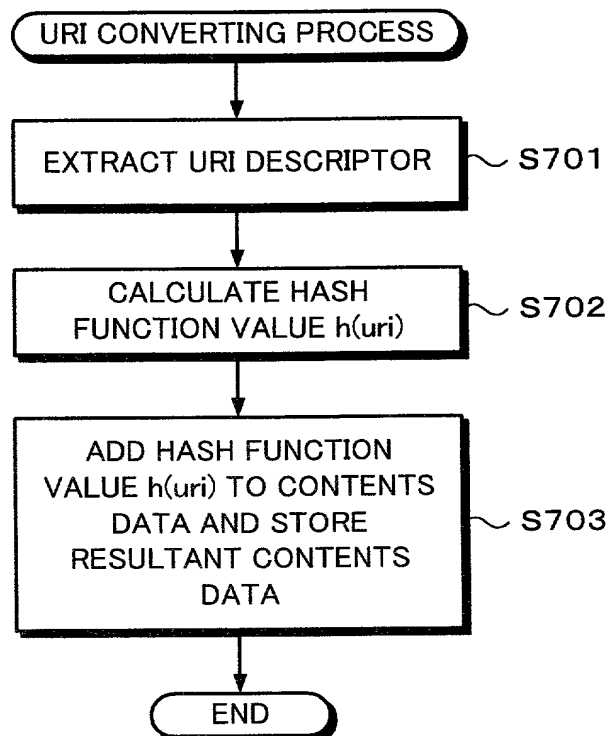 URI CONVERTING PROCESS
EXTRACT URI DESCRIPTOR
S701
CALCULATE HASH
FUNCTION VALUE h(uri)
S702
ADD HASH FUNCTION
VALUE h(uri) TO CONTENTS
DATA AND STORE
RESULTANT CONTENTS
DATA
S703
END